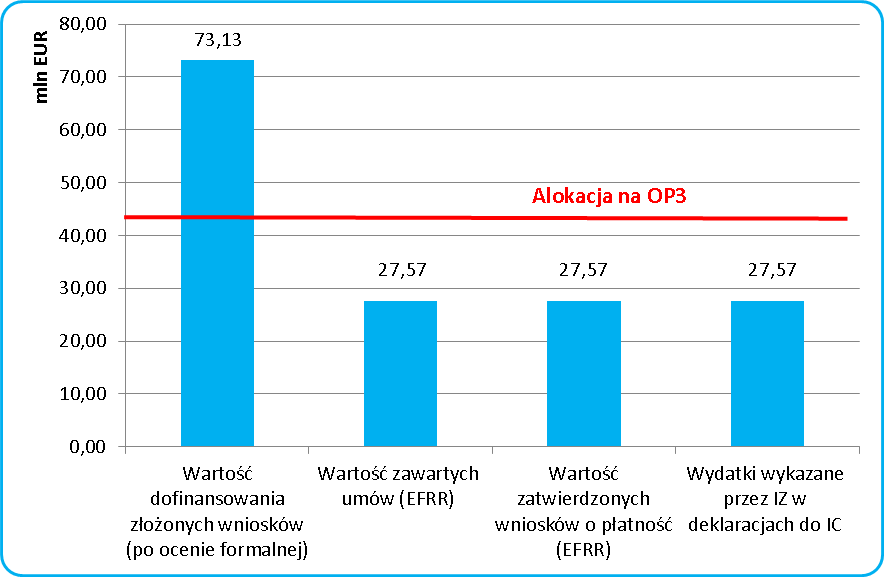 mln EUR
80,00
70,00
60,00
50,00
40,00
30,00
20,00
10,00
0,00
73,13
Alokacja na OP3
27,57
27,57
27,57
Wartość
dofinansowania
złożonych wniosków
(po ocenie formalnej)
Wartość zawartych
umów (EFRR)
Wartość
zatwierdzonych
wniosków o płatność
(EFRR)
Wydatki wykazane
przez IZ w
deklaracjach do IC